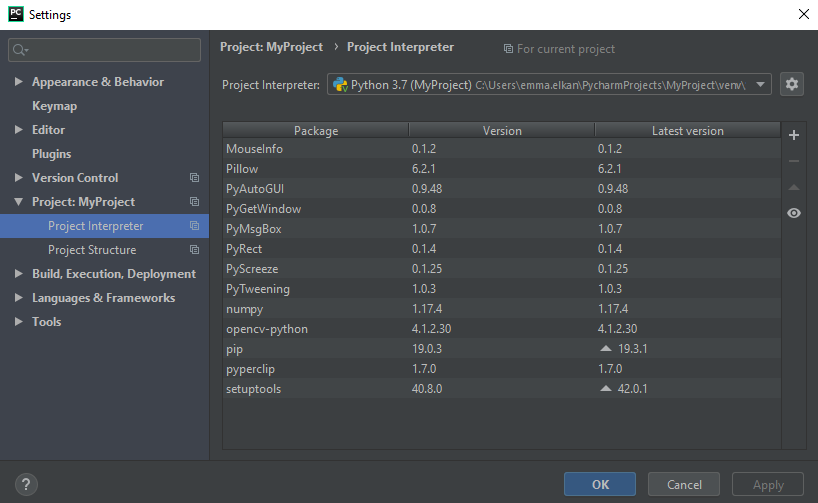 PC Settings
Project: MyProject › Project Interpreter For current project
Appearance & Behavior
Keymap
Editor
Plugins
Version Control
Project: MyProject
Project Interpreter
Project Structure
Build, Execution, Deployment
Languages & Frameworks
Tools
Project Interpreter: Python 3.7 (MyProject) C:\Users\emma.elkan\PycharmProjects\MyProject\venv\
Package Version Latest version
MouseInfo 0.1.2 0.1.2
Pillow 6.2.1 6.2.1
PyAutoGUI 0.9.48 0.9.48
PyGetWindow 0.0.8 0.0.8
PyMsgBox 1.0.7 1.0.7
PyRect 0.1.4 0.1.4
PyScreeze 0.1.25 0.1.25
PyTweening 1.0.3 1.0.3
numpy 1.17.4 1.17.4
opencv-python 4.1.2.30 4.1.2.30
pip 19.0.3 19.3.1
pyperclip 1.7.0 1.7.0
setuptools 40.8.0 42.0.1
? OK Cancel Apply